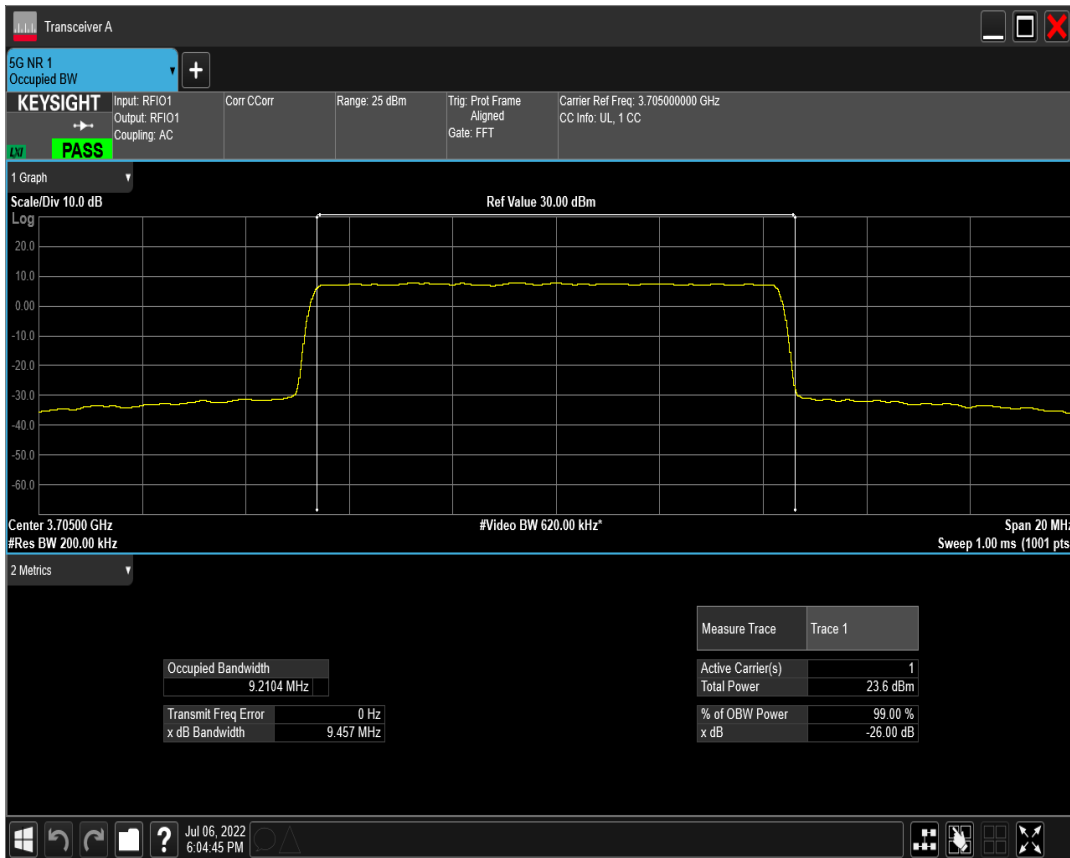 Transceiver A
5G NR 1
Occupied BW
+
KEYSIGHT
LXI
PASS
Input: RFIO1
Output: RFIO1
Coupling: AC
Corr CCorr
Range: 25 dBm
Trig: Prot Frame
Aligned
Gate: FFT
Carrier Ref Freq: 3.705000000 GHz
CC Info: UL, 1 CC
1 Graph
Scale/Div 10.0 dB
Ref Value 30.00 dBm
Log
20.0
10.0
0.00
-10.0
-20.0
-30.0
-40.0
-50.0
-60.0
Center 3.70500 GHz
#Video BW 620.00 kHz*
Span 20 MHz
#Res BW 200.00 kHz
Sweep 1.00 ms (1001 pts
2 Metrics
Measure Trace Trace 1
Occupied Bandwidth
9.2104 MHz
Active Carrier(s) 1
Total Power 23.6 dBm
Transmit Freq Error 0 Hz
x dB Bandwidth 9.457 MHz
% of OBW Power 99.00 %
x dB -26.00 dB
?
Jul 06, 2022
6:04:45 PM